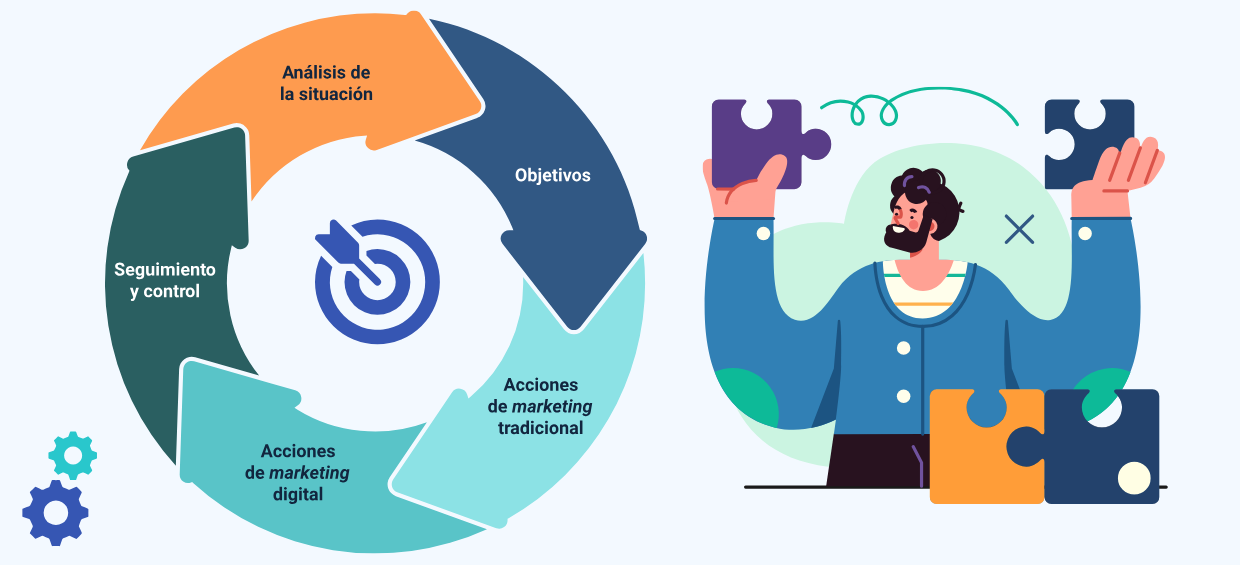 Análisis de
la situación
Objetivos
Acciones
de marketing
tradicional
Acciones
de marketing
digital
Seguimiento
y control